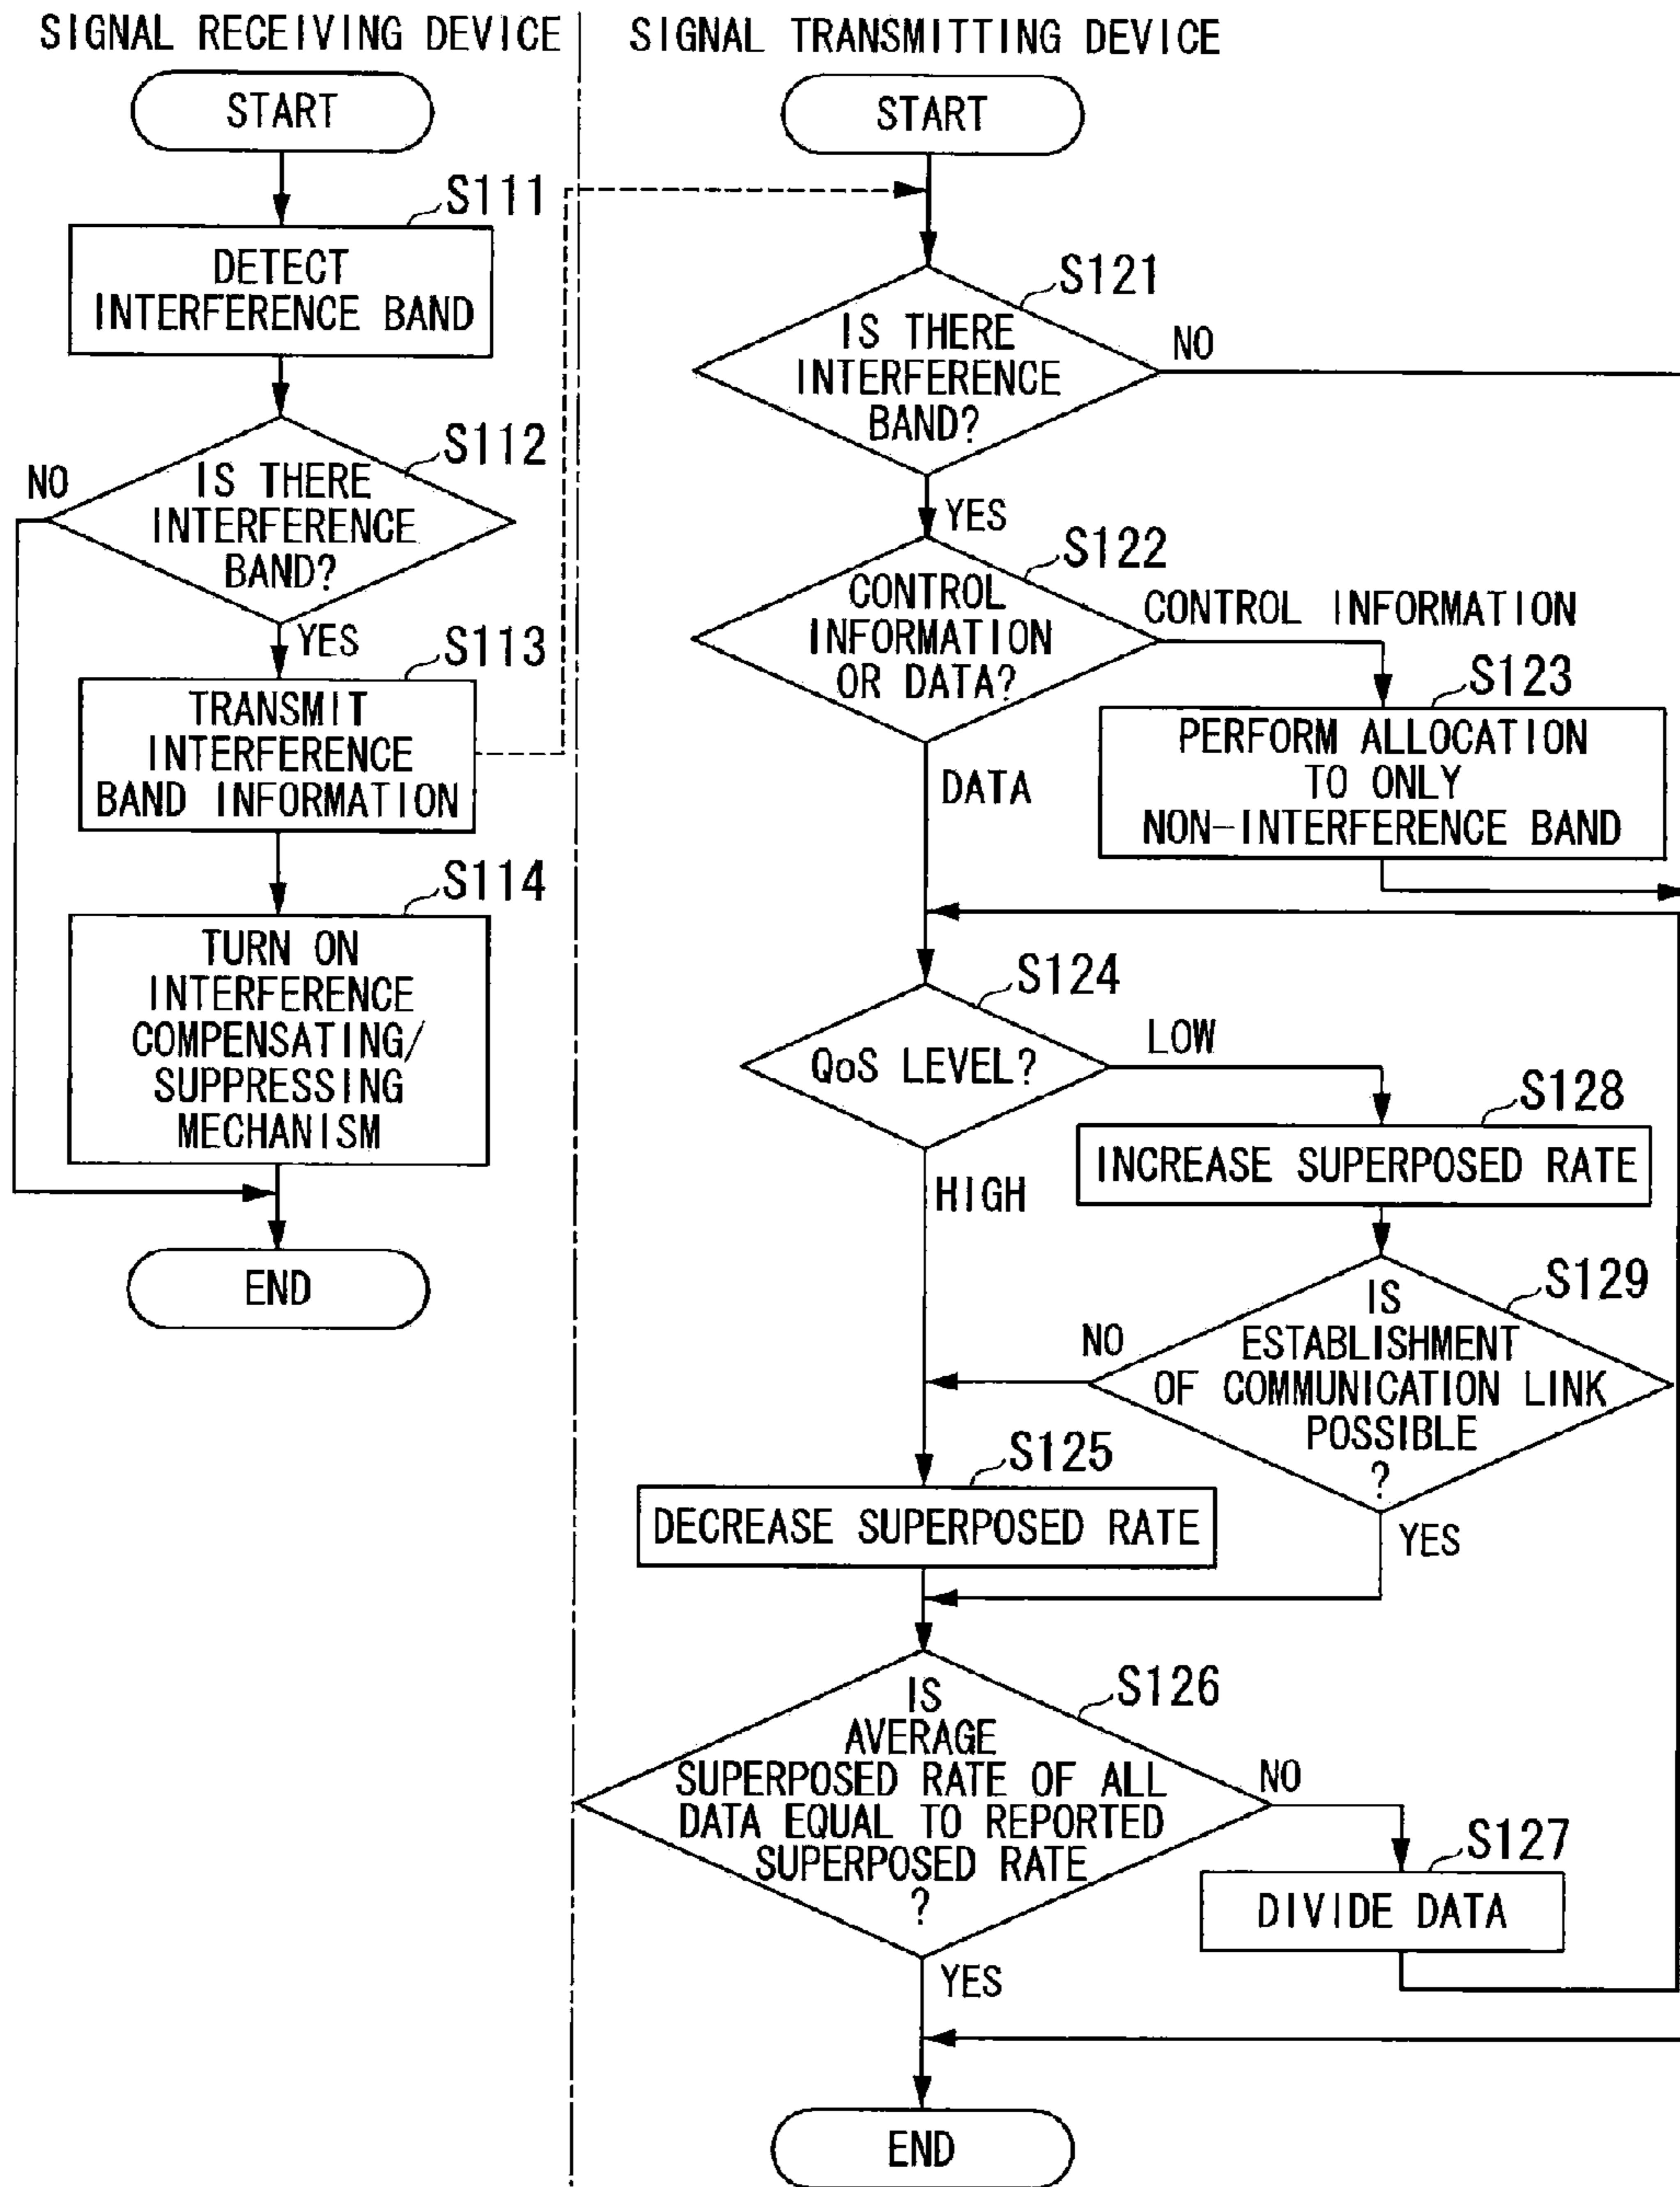 SIGNAL RECEIVING DEVICE
START
S111
DETECT
INTERFERENCE BAND
S112
NO
IS THERE
INTERFERENCE
BAND?
YES
S113
TRANSMIT
INTERFERENCE
BAND INFORMATION
S114
TURN ON
INTERFERENCE
COMPENSATING/
SUPPRESSING
MECHANISM
END
SIGNAL TRANSMITTING DEVICE
START
S121
IS THERE
INTERFERENCE
BAND?
NO
YES
S122
CONTROL
INFORMATION
OR DATA?
CONTROL INFORMATION
S123
PERFORM ALLOCATION
TO ONLY
NON-INTERFERENCE BAND
DATA
S124
QoS LEVEL?
LOW
S128
INCREASE SUPERPOSED RATE
HIGH
S129
IS
ESTABLISHMENT
OF COMMUNICATION LINK
POSSIBLE
?
NO
YES
S125
DECREASE SUPERPOSED RATE
S126
IS
AVERAGE
SUPERPOSED RATE OF ALL
DATA EQUAL TO REPORTED
SUPERPOSED RATE
?
NO
S127
DIVIDE DATA
YES
END